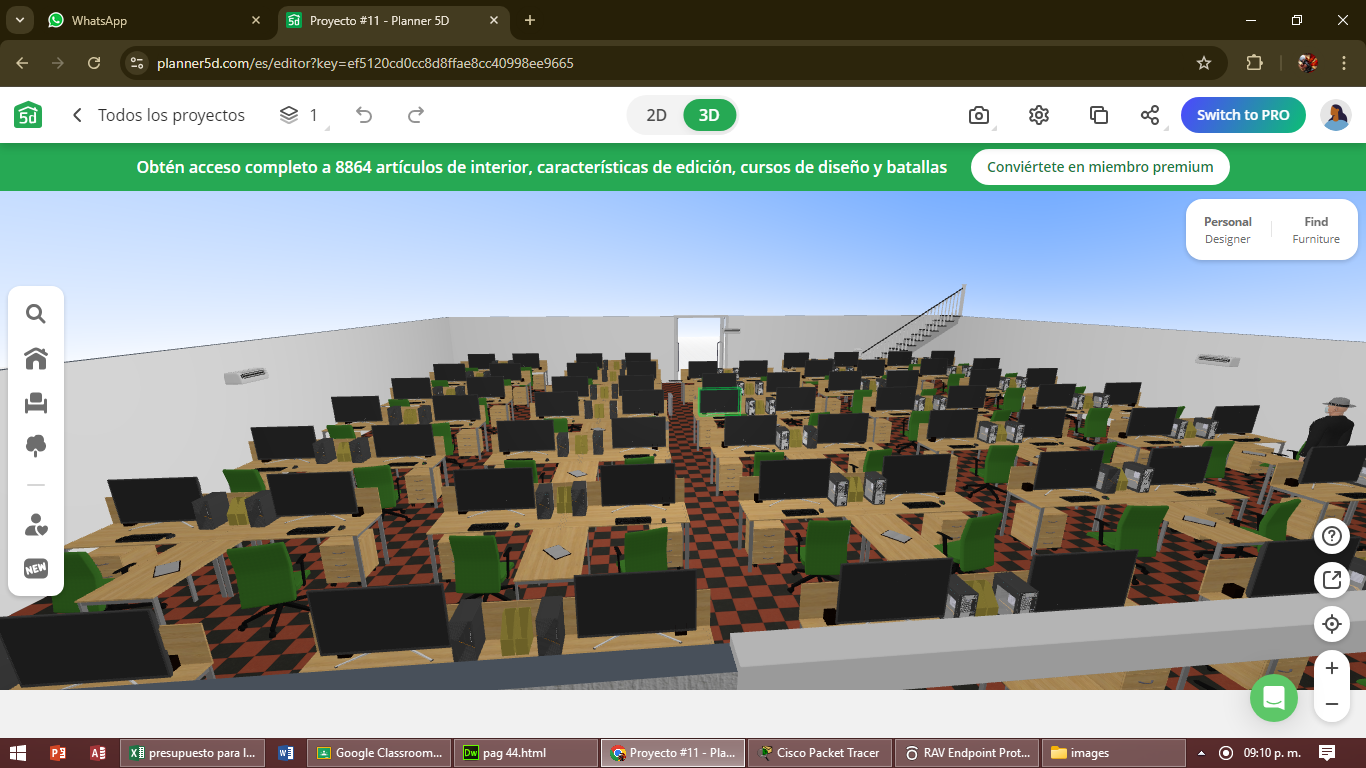 WhatsApp
Proyecto #11 - Planner 5D
planner5d.com/es/editor?key=ef5120cd0cc8d8ffae8cc40998ee9665
5d
Todos los proyectos
1
2D
3D
Switch to PRO
Obtén acceso completo a 8864 artículos de interior, características de edición, cursos de diseño y batallas
Conviértete en miembro premium
Personal
Designer
Find
Furniture
NEW
presupuesto para l...
Google Classroom...
Dw
pag 44.html
Proyecto #11 - Pla...
Cisco Packet Tracer
RAV Endpoint Prot...
images
09:10 p. m.